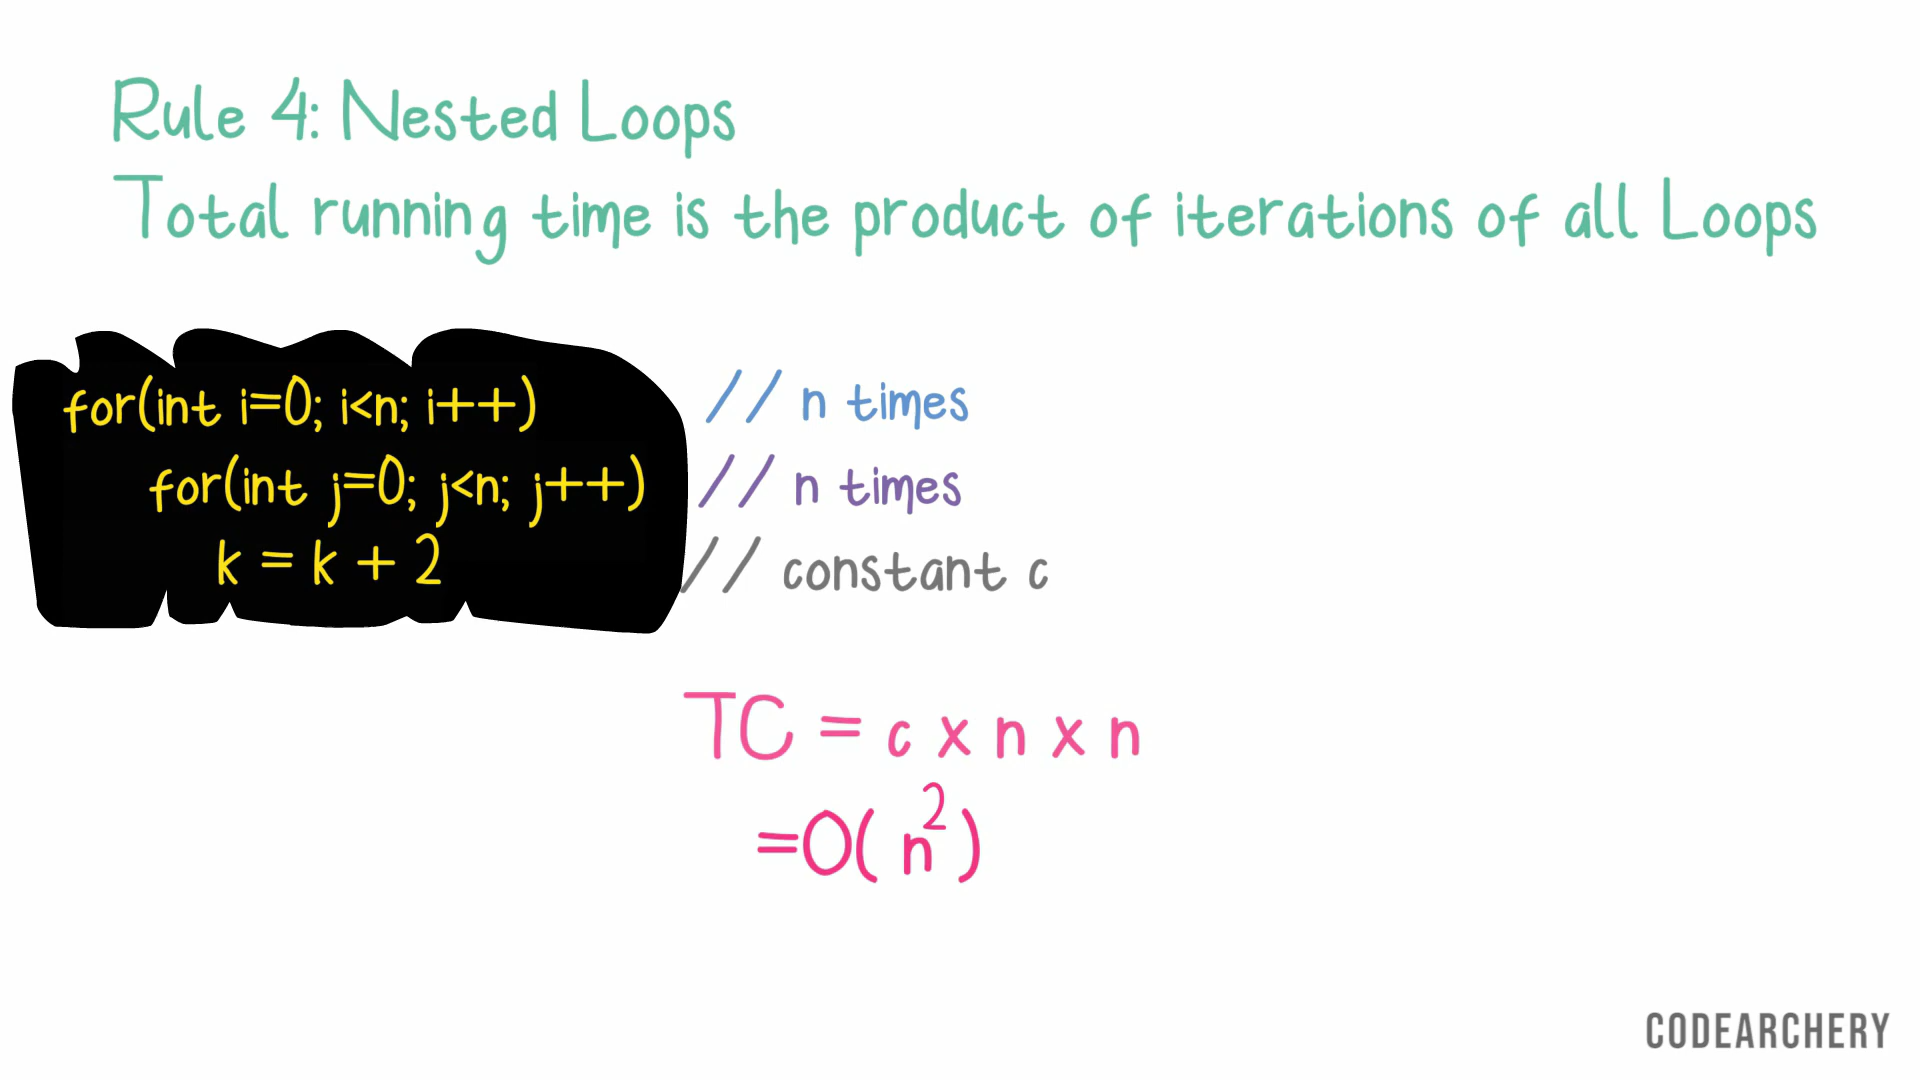 Rule 4: Nested Loops
Total running time is the product of iterations of all Loops
for(int i=0; i<n; i++) // n times
for(int j=0; j<n; j++) // n times
k = k + 2 // constant c
TC = c x n x n
=O( n² )
CODEARCHERY